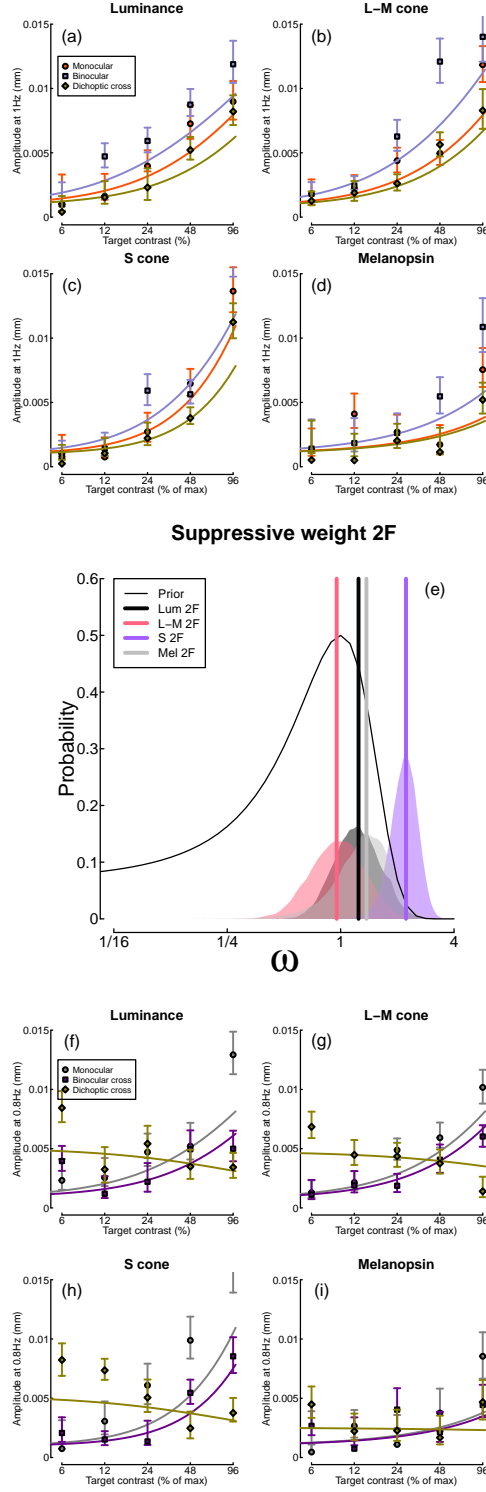 Luminance
L−M cone
(a)
(b)
Monocular
Binocular
Dichoptic cross
Amplitude at 1Hz (mm)
0 0.005 0.01 0.015
6 12 24 48 96
Target contrast (%)
Amplitude at 1Hz (mm)
0 0.005 0.01 0.015
6 12 24 48 96
Target contrast (% of max)
S cone
Melanopsin
(c)
(d)
Amplitude at 1Hz (mm)
0 0.005 0.01 0.015
6 12 24 48 96
Target contrast (% of max)
Amplitude at 1Hz (mm)
0 0.005 0.01 0.015
6 12 24 48 96
Target contrast (% of max)
Suppressive weight 2F
(e)
Prior
Lum 2F
L−M 2F
S 2F
Mel 2F
Probability
0 0.1 0.2 0.3 0.4 0.5 0.6
1/16 1/4 1 4
ω
Luminance
L−M cone
(f)
(g)
Monocular
Binocular cross
Dichoptic cross
Amplitude at 0.8Hz (mm)
0 0.005 0.01 0.015
6 12 24 48 96
Target contrast (%)
Amplitude at 0.8Hz (mm)
0 0.005 0.01 0.015
6 12 24 48 96
Target contrast (% of max)
S cone
Melanopsin
(h)
(i)
Amplitude at 0.8Hz (mm)
0 0.005 0.01 0.015
6 12 24 48 96
Target contrast (% of max)
Amplitude at 0.8Hz (mm)
0 0.005 0.01 0.015
6 12 24 48 96
Target contrast (% of max)